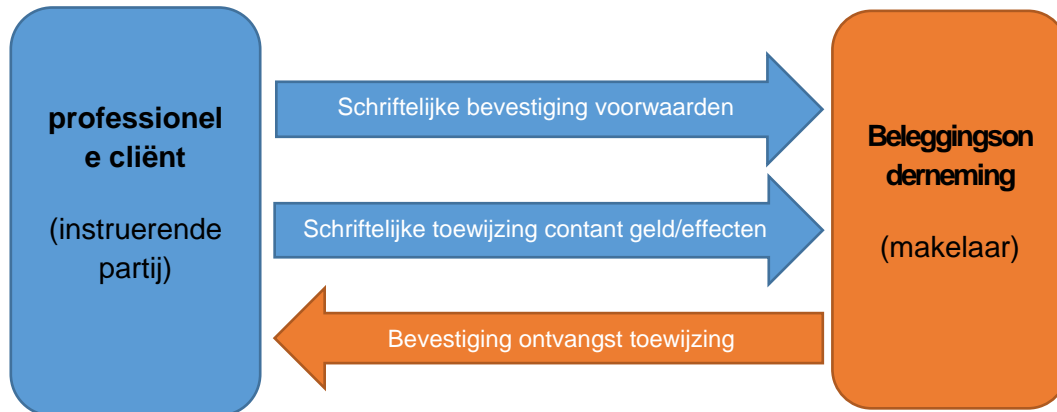 professionel
e cliënt
(instruerende
partij)
Schriftelijke bevestiging voorwaarden
Schriftelijke toewijzing contant geld/effecten
Bevestiging ontvangst toewijzing
Beleggingson
derneming
(makelaar)